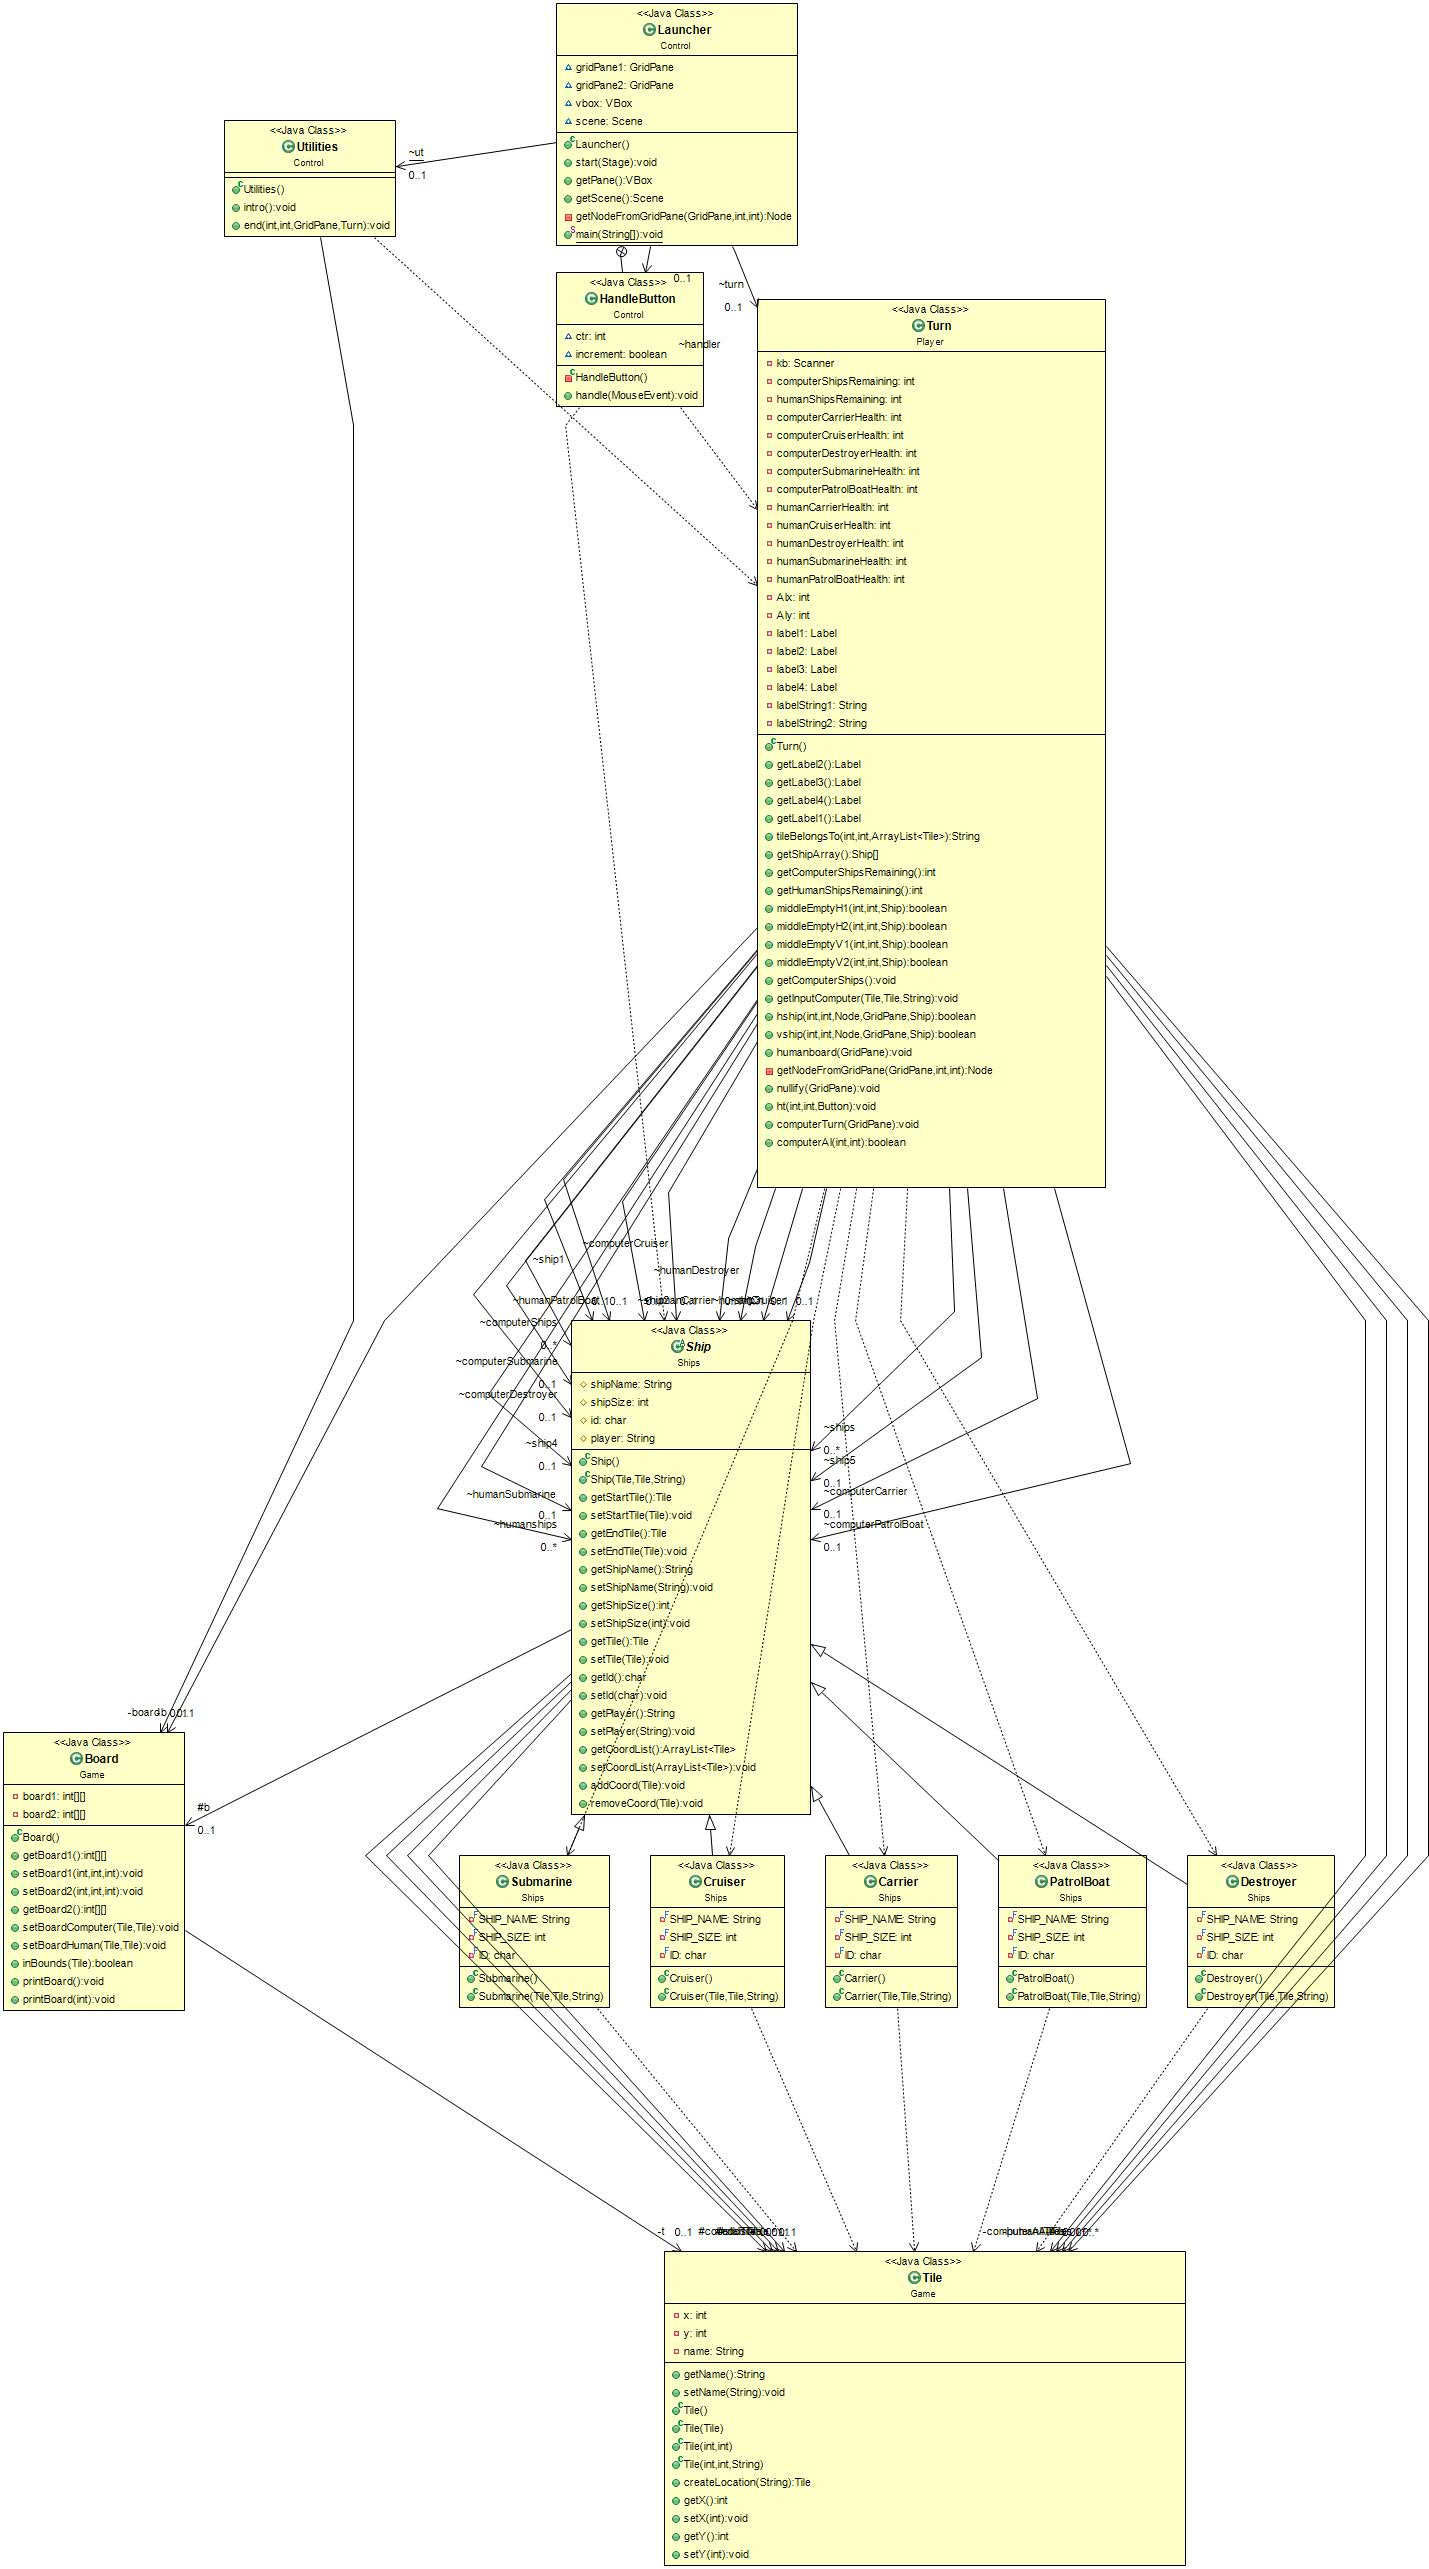 <<Java Class>>
Launcher
Control
gridPane1: GridPane
gridPane2: GridPane
vbox: VBox
scene: Scene
Launcher()
start(Stage):void
getPane():VBox
getScene():Scene
getNodeFromGridPane(GridPane,int,int):Node
main(String[]):void
<<Java Class>>
Utilities
Control
Utilities()
intro():void
end(int,int,GridPane,Turn):void
~ut
0..1
<<Java Class>>
HandleButton
Control
ctr: int
increment: boolean
HandleButton()
handle(MouseEvent):void
0..1
~handler
~turn
0..1
<<Java Class>>
Turn
Player
kb: Scanner
computerShipsRemaining: int
humanShipsRemaining: int
computerCarrierHealth: int
computerCruiserHealth: int
computerDestroyerHealth: int
computerSubmarineHealth: int
computerPatrolBoatHealth: int
humanCarrierHealth: int
humanCruiserHealth: int
humanDestroyerHealth: int
humanSubmarineHealth: int
humanPatrolBoatHealth: int
AIx: int
AIy: int
label1: Label
label2: Label
label3: Label
label4: Label
labelString1: String
labelString2: String
Turn()
getLabel2():Label
getLabel3():Label
getLabel4():Label
getLabel1():Label
tileBelongsTo(int,int,ArrayList<Tile>):String
getShipArray():Ship[]
getComputerShipsRemaining():int
getHumanShipsRemaining():int
middleEmptyH1(int,int,Ship):boolean
middleEmptyH2(int,int,Ship):boolean
middleEmptyV1(int,int,Ship):boolean
middleEmptyV2(int,int,Ship):boolean
getComputerShips():void
getInputComputer(Tile,Tile,String):void
hship(int,int,Node,GridPane,Ship):boolean
vship(int,int,Node,GridPane,Ship):boolean
humanboard(GridPane):void
getNodeFromGridPane(GridPane,int,int):Node
nullify(GridPane):void
ht(int,int,Button):void
computerTurn(GridPane):void
computerAI(int,int):boolean
~computerCruiser
~ship1
~humanDestroyer
~humanPatrolBoat
0..1
0..1
0..1
~computerShips
0..*
~computerSubmarine
0..1
~computerDestroyer
0..1
~ship4
0..1
~humanSubmarine
0..1
~humanships
0..*
<<Java Class>>
Ship
Ships
shipName: String
shipSize: int
id: char
player: String
Ship()
Ship(Tile,Tile,String)
getStartTile():Tile
setStartTile(Tile):void
getEndTile():Tile
setEndTile(Tile):void
getShipName():String
setShipName(String):void
getShipSize():int
setShipSize(int):void
getTile():Tile
setTile(Tile):void
getId():char
setId(char):void
getPlayer():String
setPlayer(String):void
getCoordList():ArrayList<Tile>
setCoordList(ArrayList<Tile>):void
addCoord(Tile):void
removeCoord(Tile):void
~ships
0..*
~ship5
0..1
~computerCarrier
0..1
~computerPatrolBoat
0..1
<<Java Class>>
Board
Game
board1: int[][]
board2: int[][]
Board()
getBoard1():int[][]
setBoard1(int,int,int):void
setBoard2(int,int,int):void
getBoard2():int[][]
setBoardComputer(Tile,Tile):void
setBoardHuman(Tile,Tile):void
inBounds(Tile):boolean
printBoard():void
printBoard(int):void
#b
0..1
<<Java Class>>
Submarine
Ships
SHIP_NAME: String
SHIP_SIZE: int
ID: char
Submarine()
Submarine(Tile,Tile,String)
<<Java Class>>
Cruiser
Ships
SHIP_NAME: String
SHIP_SIZE: int
ID: char
Cruiser()
Cruiser(Tile,Tile,String)
<<Java Class>>
Carrier
Ships
SHIP_NAME: String
SHIP_SIZE: int
ID: char
Carrier()
Carrier(Tile,Tile,String)
<<Java Class>>
PatrolBoat
Ships
SHIP_NAME: String
SHIP_SIZE: int
ID: char
PatrolBoat()
PatrolBoat(Tile,Tile,String)
<<Java Class>>
Destroyer
Ships
SHIP_NAME: String
SHIP_SIZE: int
ID: char
Destroyer()
Destroyer(Tile,Tile,String)
-t
0..1
<<Java Class>>
Tile
Game
x: int
y: int
name: String
getName():String
setName(String):void
Tile()
Tile(Tile)
Tile(int,int)
Tile(int,int,String)
createLocation(String):Tile
getX():int
setX(int):void
getY():int
setY(int):void